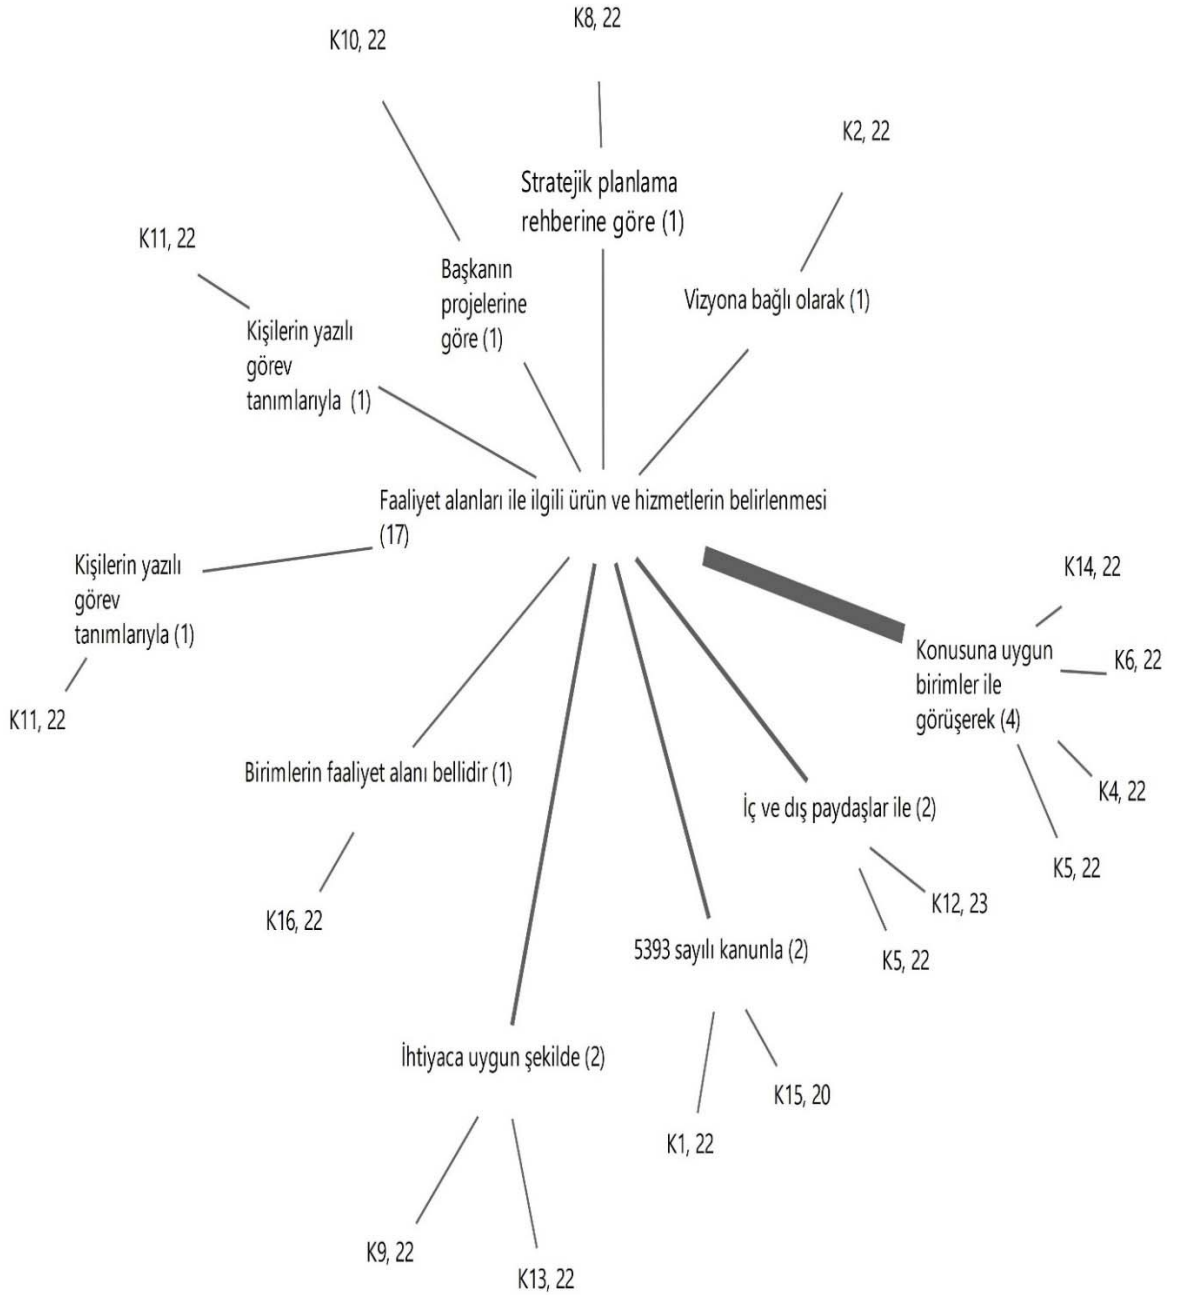 K8, 22
K10, 22
K2, 22
Stratejik planlama
rehberine göre (1)
K11, 22
Başkanın
projelerine
göre (1)
Vizyona bağlı olarak (1)
Kişilerin yazılı
görev
tanımlarıyla (1)
Faaliyet alanları ile ilgili ürün ve hizmetlerin belirlenmesi
(17)
Kişilerin yazılı
görev
tanımlarıyla (1)
K11, 22
K14, 22
Konusuna uygun
birimler ile
görüşerek (4)
K6, 22
K4, 22
K5, 22
Birimlerin faaliyet alanı bellidir (1)
K16, 22
İç ve dış paydaşlar ile (2)
K12, 23
K5, 22
5393 sayılı kanunla (2)
K15, 20
K1, 22
İhtiyaca uygun şekilde (2)
K9, 22
K13, 22